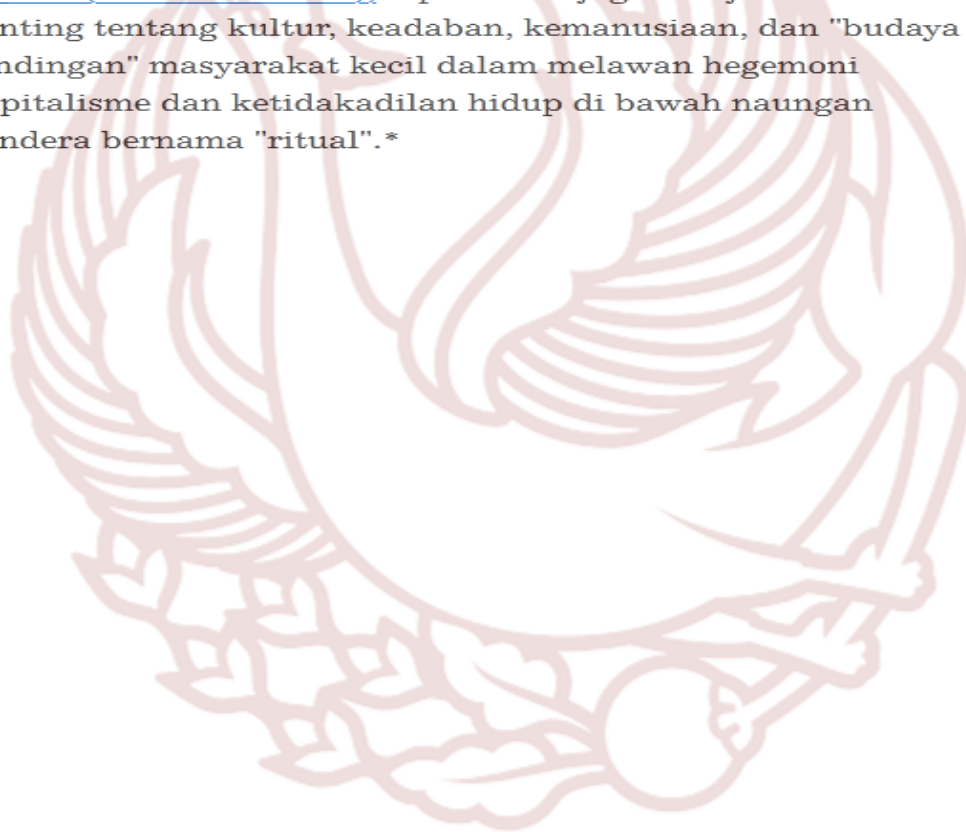 nting tentang kultur, keadaban, kemanusiaan, dan "budaya
ndingan" masyarakat kecil dalam melawan hegemoni
pitalisme dan ketidakadilan hidup di bawah naungan
ndera bernama "ritual".*